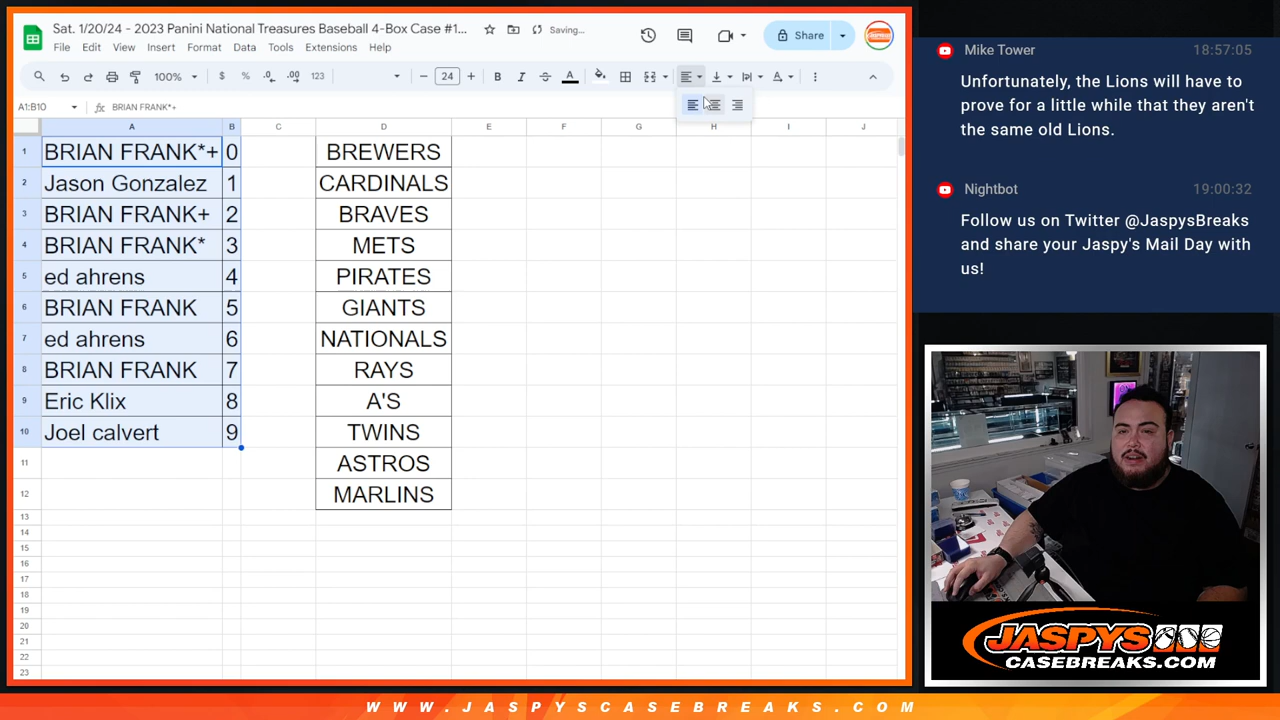 Sat. 1/20/24 - 2023 Panini National Treasures Baseball 4-Box Case #1...
Saving...
Share
File Edit View Insert Format Data Tools Extensions Help
100% $ % .0 .00 123 24 B I S A
A1:B10 fx BRIAN FRANK*+
A B C D E F G H I J
1 BRIAN FRANK*+ 0 BREWERS
2 Jason Gonzalez 1 CARDINALS
3 BRIAN FRANK+ 2 BRAVES
4 BRIAN FRANK* 3 METS
5 ed ahrens 4 PIRATES
6 BRIAN FRANK 5 GIANTS
7 ed ahrens 6 NATIONALS
8 BRIAN FRANK 7 RAYS
9 Eric Klix 8 A'S
10 Joel calvert 9 TWINS
11 ASTROS
12 MARLINS
13
14
15
16
17
18
19
20
21
22
23
Mike Tower 18:57:05
Unfortunately, the Lions will have to
prove for a little while that they aren't
the same old Lions.
Nightbot 19:00:32
Follow us on Twitter @JaspysBreaks
and share your Jaspy's Mail Day with
us!
JASPYS
CASEBREAKS.COM
WWW.JASPYSCASEBREAKS.COM